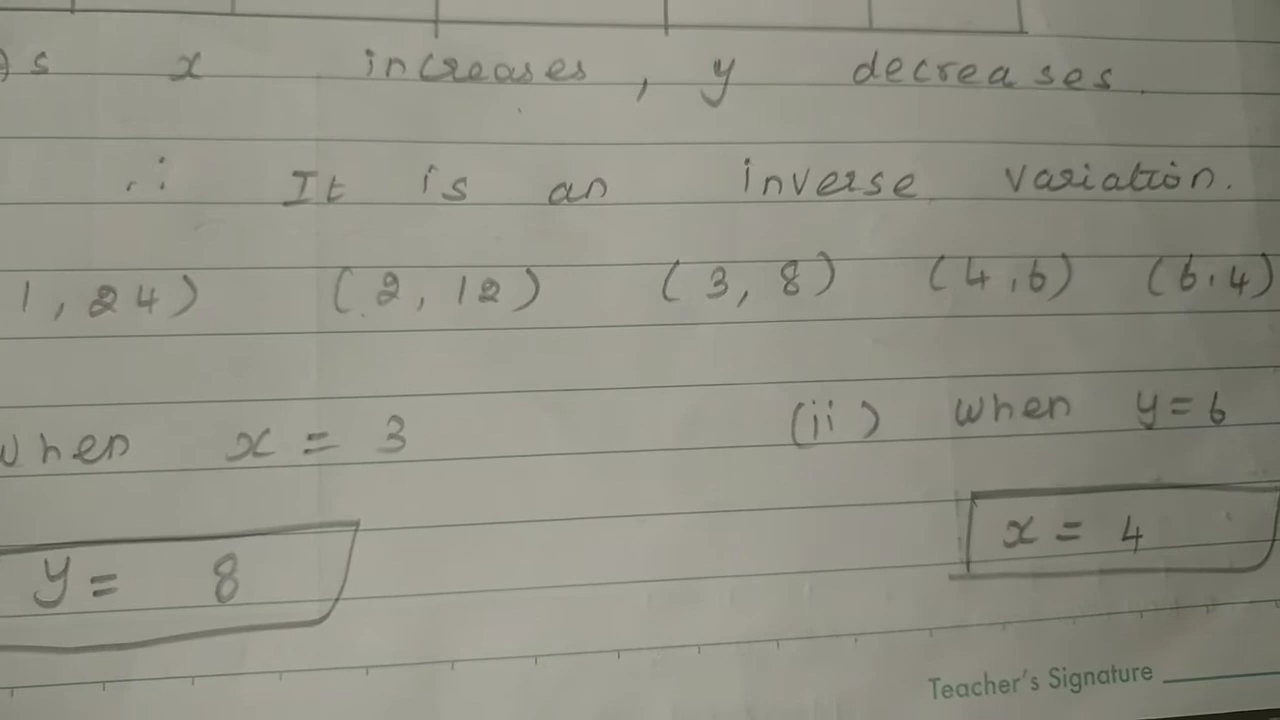 As x increases, y decreases.
∴ It is an inverse variation.
1, 24) (2, 12) (3, 8) (4, 6) (6, 4)
when x = 3 (ii) when y = 6
y = 8 x = 4
Teacher's Signature